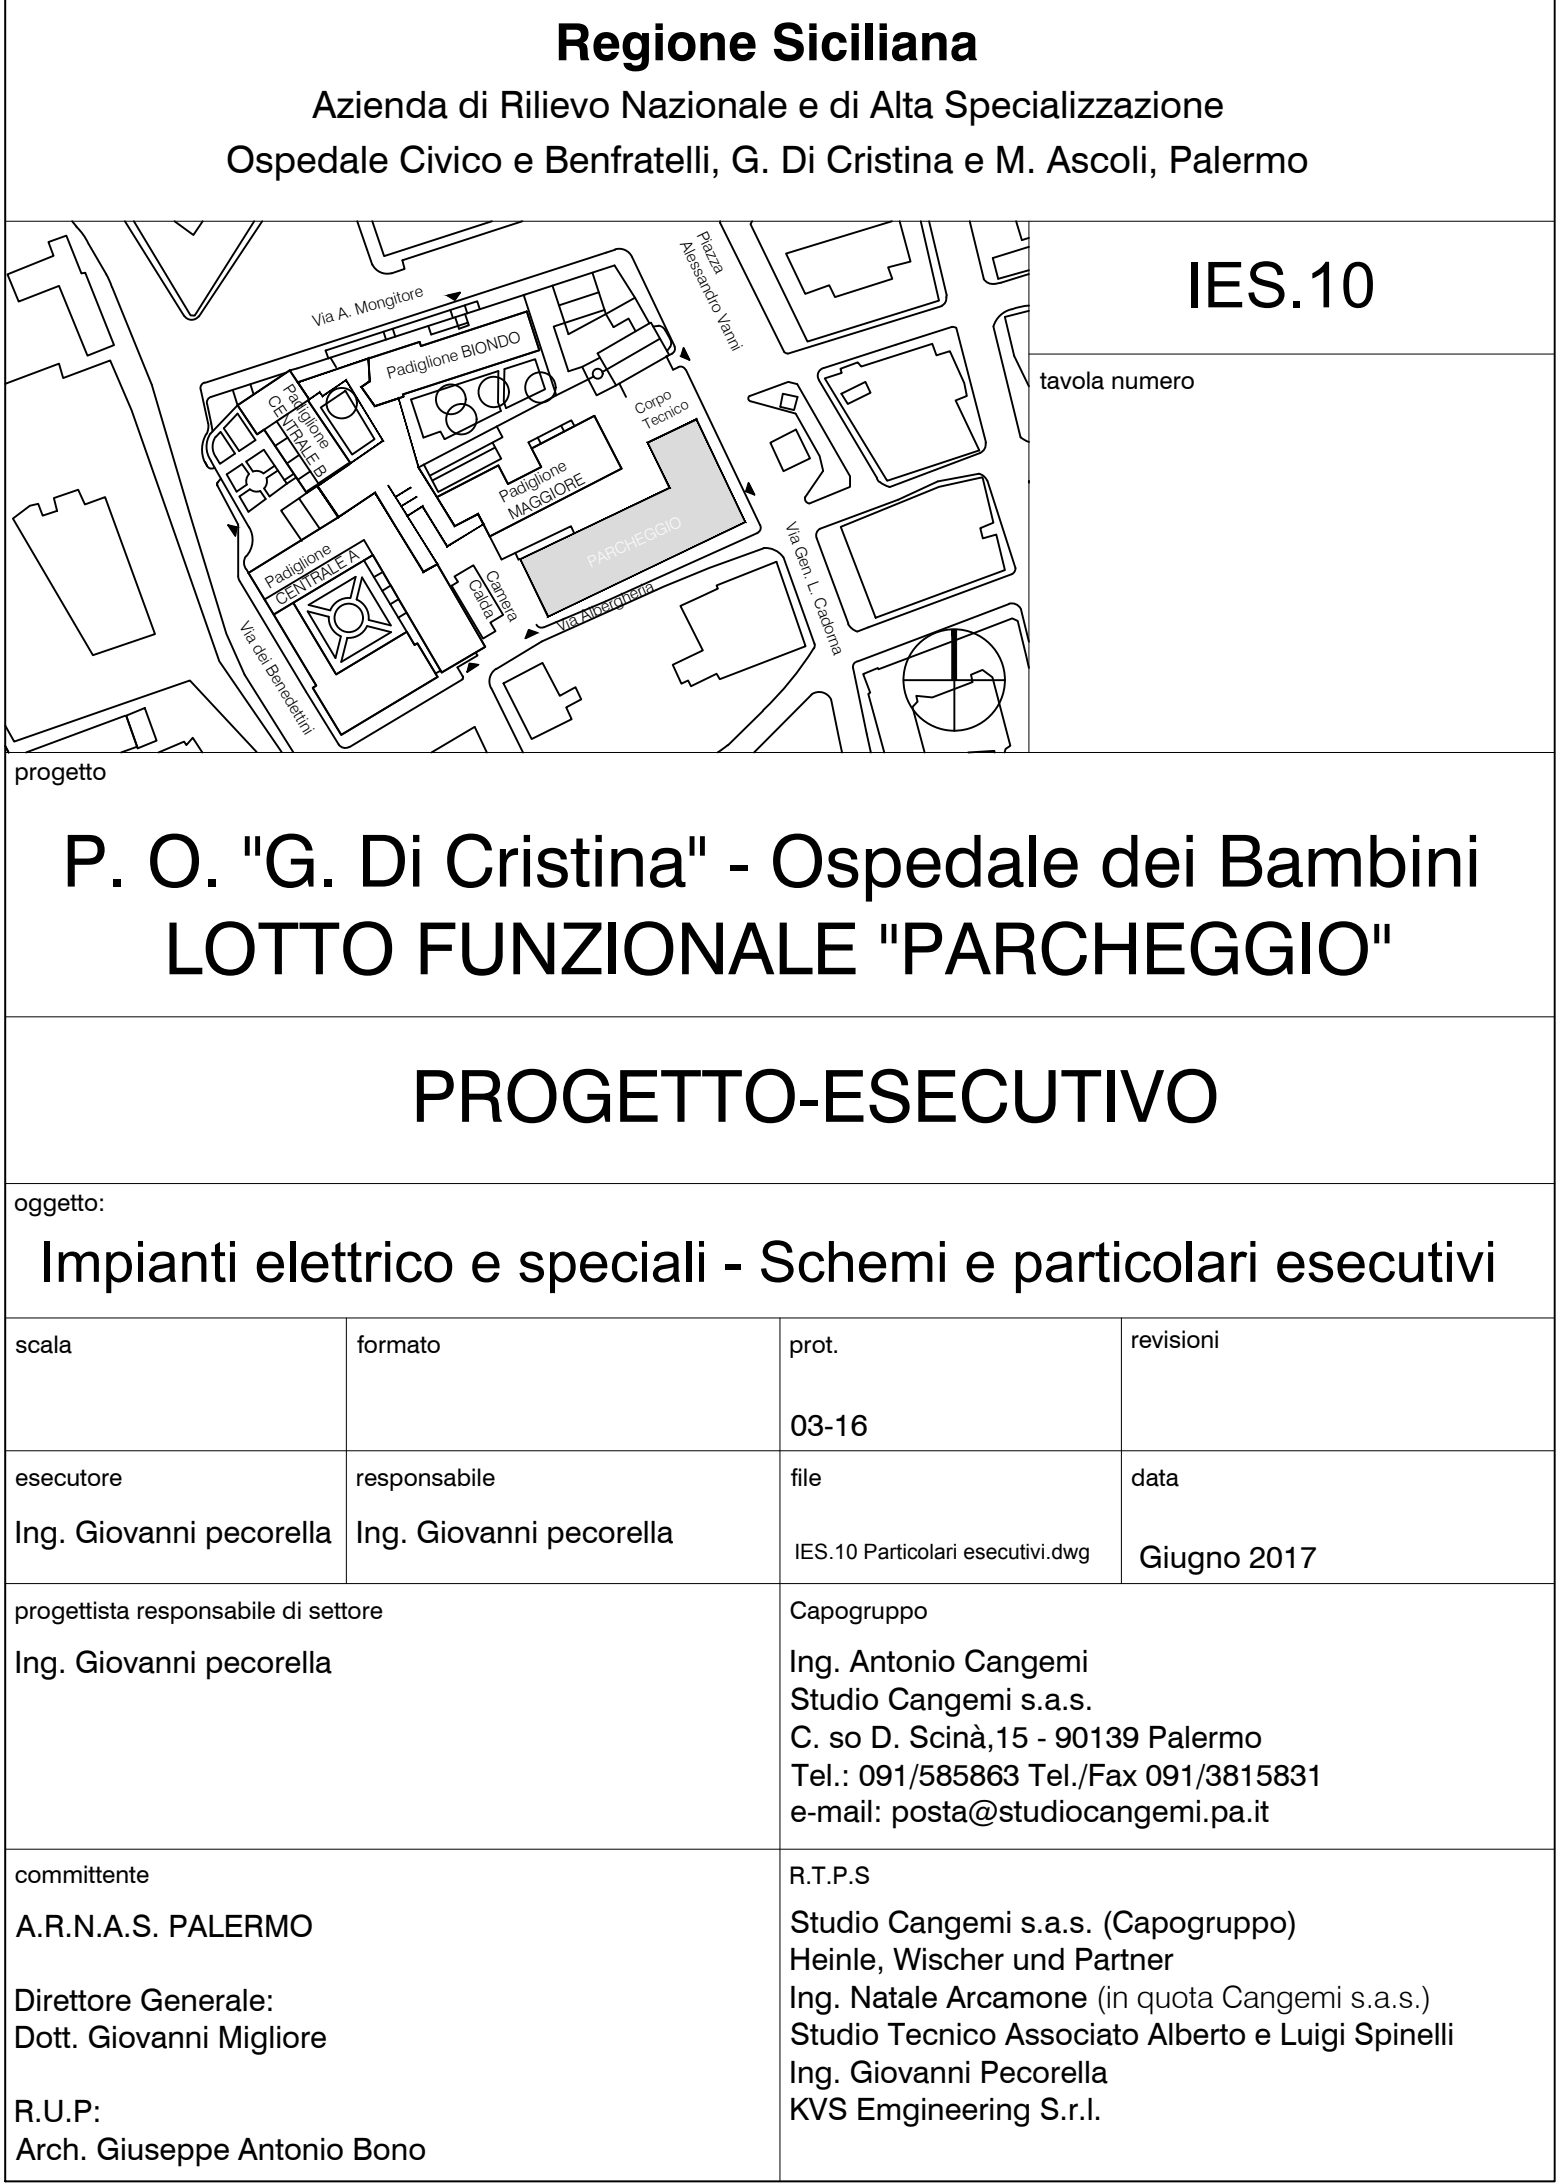 Regione Siciliana
Azienda di Rilievo Nazionale e di Alta Specializzazione
Ospedale Civico e Benfratelli, G. Di Cristina e M. Ascoli, Palermo
Via A. Mongitore
Piazza
Alessandro Vanni
Padiglione BIONDO
Padiglione
CENTRALE B
Corpo
Tecnico
Padiglione
MAGGIORE
PARCHEGGIO
Padiglione
CENTRALE A
Camera
Calda
Via Albergheria
Via Gen. L. Cadorna
Via dei Benedettini
IES.10
tavola numero
progetto
P. O. "G. Di Cristina" - Ospedale dei Bambini
LOTTO FUNZIONALE "PARCHEGGIO"
PROGETTO-ESECUTIVO
oggetto:
Impianti elettrico e speciali - Schemi e particolari esecutivi
scala
formato
prot.
03-16
revisioni
esecutore
Ing. Giovanni pecorella
responsabile
Ing. Giovanni pecorella
file
IES.10 Particolari esecutivi.dwg
data
Giugno 2017
progettista responsabile di settore
Ing. Giovanni pecorella
Capogruppo
Ing. Antonio Cangemi
Studio Cangemi s.a.s.
C. so D. Scinà,15 - 90139 Palermo
Tel.: 091/585863 Tel./Fax 091/3815831
e-mail: posta@studiocangemi.pa.it
committente
A.R.N.A.S. PALERMO
Direttore Generale:
Dott. Giovanni Migliore
R.U.P:
Arch. Giuseppe Antonio Bono
R.T.P.S
Studio Cangemi s.a.s. (Capogruppo)
Heinle, Wischer und Partner
Ing. Natale Arcamone (in quota Cangemi s.a.s.)
Studio Tecnico Associato Alberto e Luigi Spinelli
Ing. Giovanni Pecorella
KVS Emgineering S.r.l.